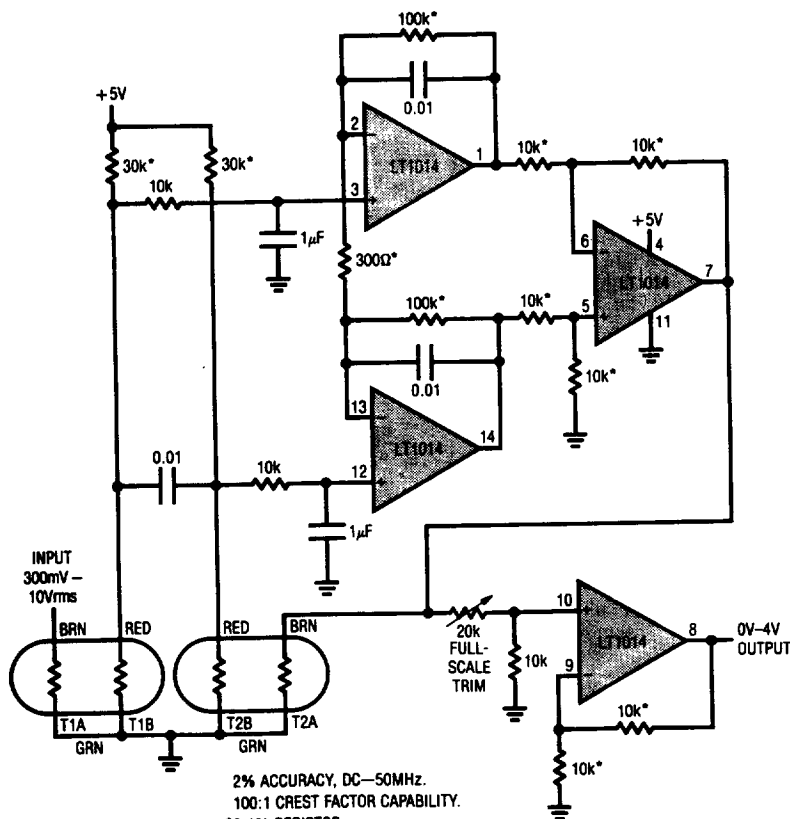 100k*
0.01
+5V
30k*
30k*
10k
2
3
LT1014
1
10k*
10k*
1µF
300Ω*
+5V
4
6
5
LT1014
7
11
100k*
0.01
10k*
10k*
13
12
LT1014
14
0.01
10k
1µF
INPUT
300mV –
10Vrms
BRN
RED
RED
BRN
T1A
T1B
T2B
T2A
GRN
GRN
20k
FULL-
SCALE
TRIM
10k
10
9
LT1014
8
0V–4V
OUTPUT
10k*
10k*
2% ACCURACY, DC—50MHz.
100:1 CREST FACTOR CAPABILITY.